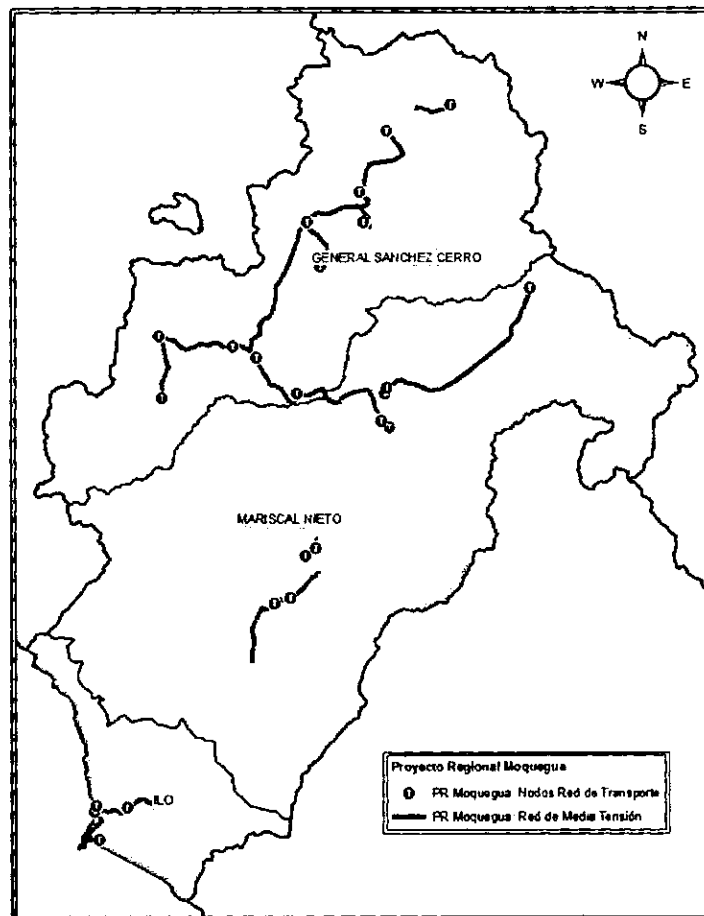 N
W E
S
GENERAL SANCHEZ CERRO
MARISCAL NIETO
ILO
Proyecto Regional Moquegua
T PR Moquegua: Nodos Red de Transporte
PR Moquegua: Red de Media Tensión